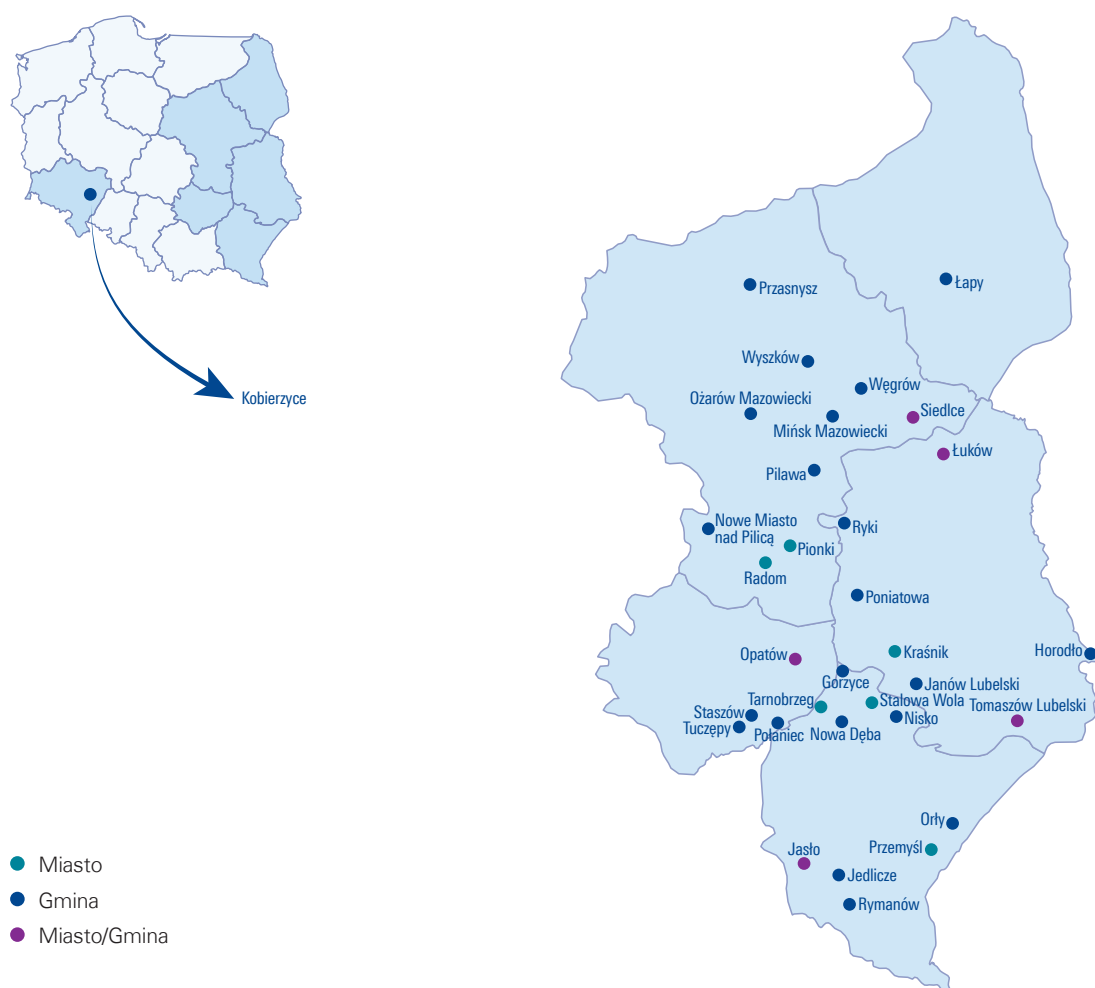 Przasnysz
Łapy
Wyszków
Węgrów
Kobierzyce
Ożarów Mazowiecki
Siedlce
Mińsk Mazowiecki
Łuków
Pilawa
Nowe Miasto
nad Pilicą
Ryki
Pionki
Radom
Poniatowa
Opatów
Kraśnik
Horodło
Gorzyce
Janów Lubelski
Tarnobrzeg
Stalowa Wola
Tomaszów Lubelski
Staszów
Nisko
Tuczępy
Połaniec
Nowa Dęba
Orły
Przemyśl
Jasło
Jedlicze
Rymanów
Miasto
Gmina
Miasto/Gmina